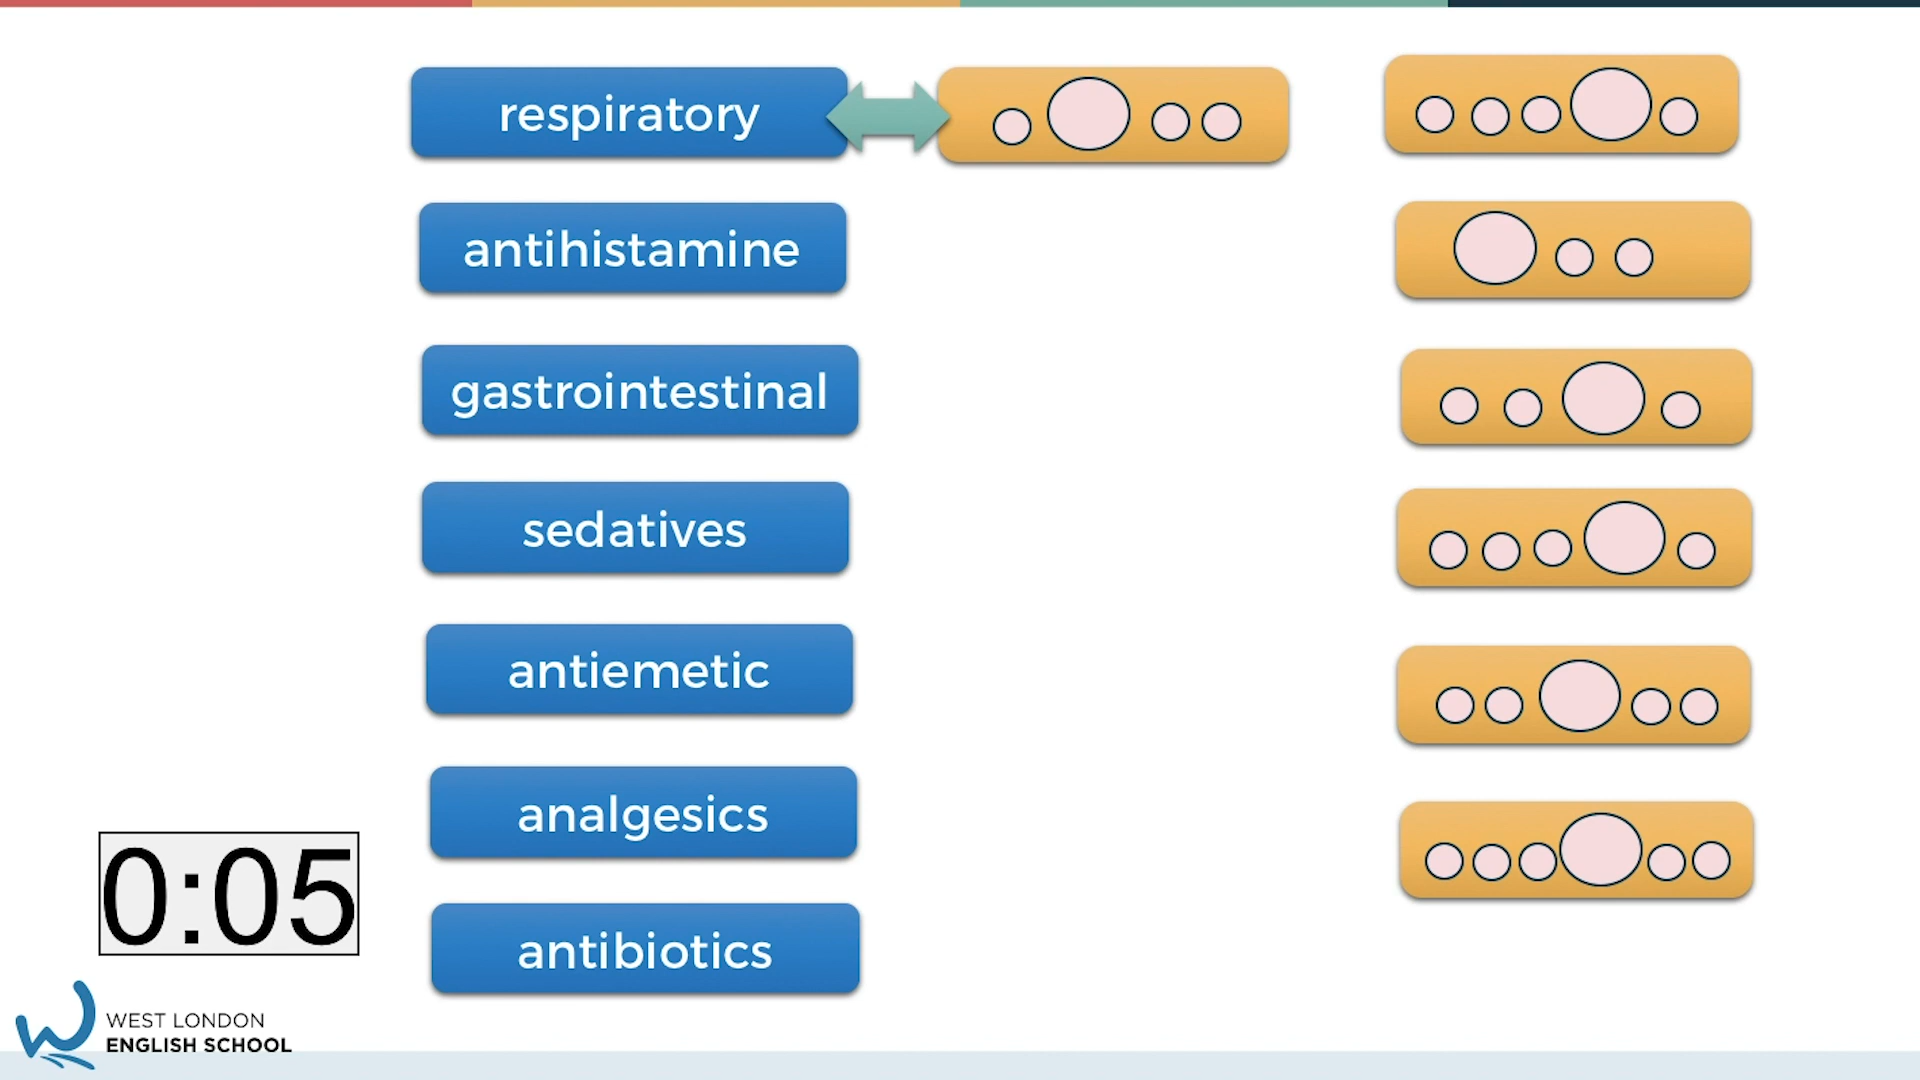 respiratory
antihistamine
gastrointestinal
sedatives
antiemetic
analgesics
antibiotics
0:05
WEST LONDON
ENGLISH SCHOOL